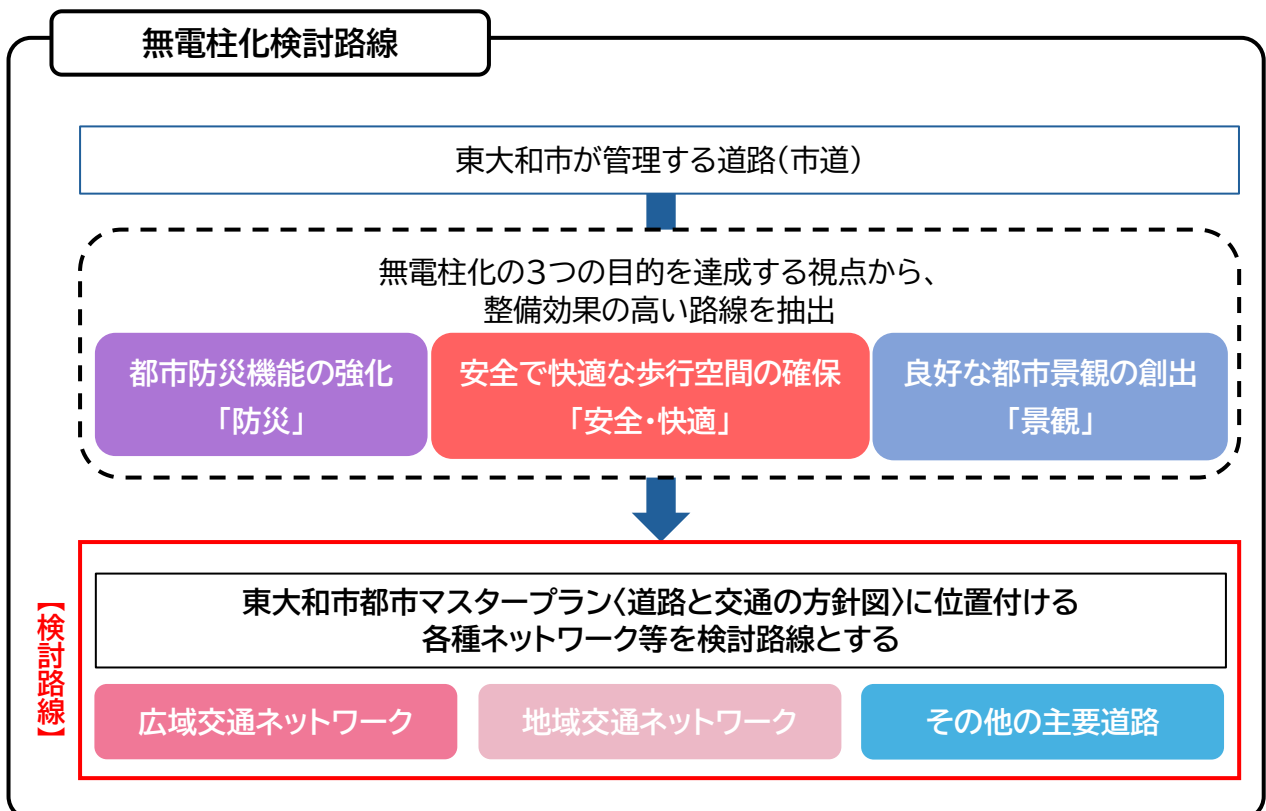 無電柱化検討路線
東大和市が管理する道路(市道)
無電柱化の3つの目的を達成する視点から、
整備効果の高い路線を抽出
都市防災機能の強化
「防災」
安全で快適な歩行空間の確保
「安全・快適」
良好な都市景観の創出
「景観」
【検討路線】
東大和市都市マスタープラン〈道路と交通の方針図〉に位置付ける
各種ネットワーク等を検討路線とする
広域交通ネットワーク
地域交通ネットワーク
その他の主要道路